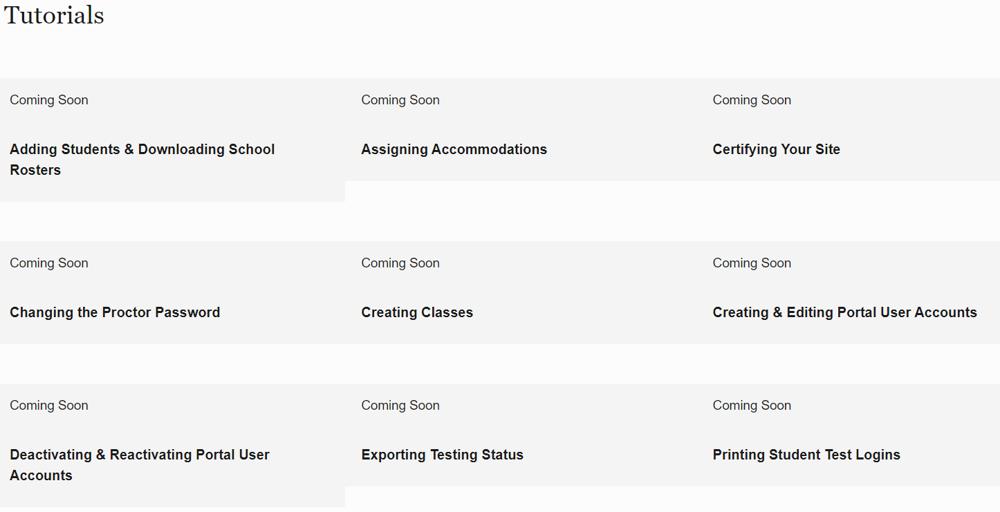 Tutorials
Coming Soon
Adding Students & Downloading School
Rosters
Coming Soon
Assigning Accommodations
Coming Soon
Certifying Your Site
Coming Soon
Changing the Proctor Password
Coming Soon
Creating Classes
Coming Soon
Creating & Editing Portal User Accounts
Coming Soon
Deactivating & Reactivating Portal User
Accounts
Coming Soon
Exporting Testing Status
Coming Soon
Printing Student Test Logins